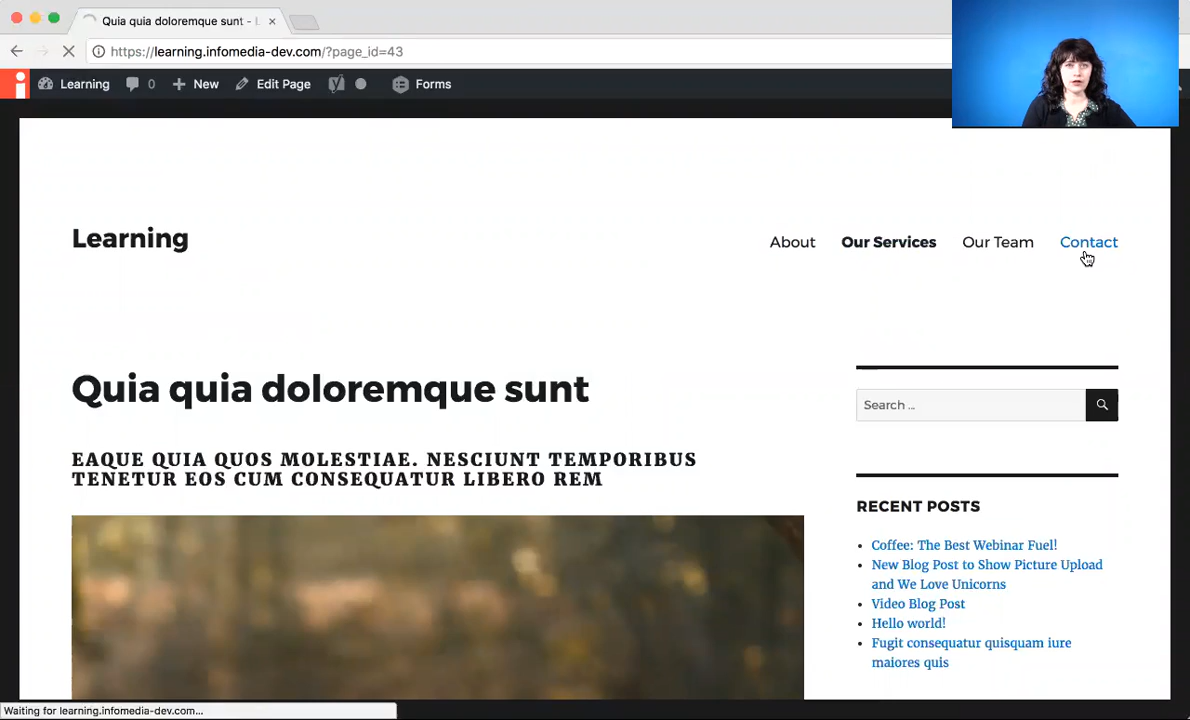 Quia quia doloremque sunt - L
https://learning.infomedia-dev.com/?page_id=43
Learning
0
New
Edit Page
Forms
Learning
About
Our Services
Our Team
Contact
Quia quia doloremque sunt
EAQUE QUIA QUOS MOLESTIAE. NESCIUNT TEMPORIBUS
TENETUR EOS CUM CONSEQUATUR LIBERO REM
Search ...
RECENT POSTS
Coffee: The Best Webinar Fuel!
New Blog Post to Show Picture Upload
and We Love Unicorns
Video Blog Post
Hello world!
Fugit consequatur quisquam iure
maiores quis
Waiting for learning.infomedia-dev.com...